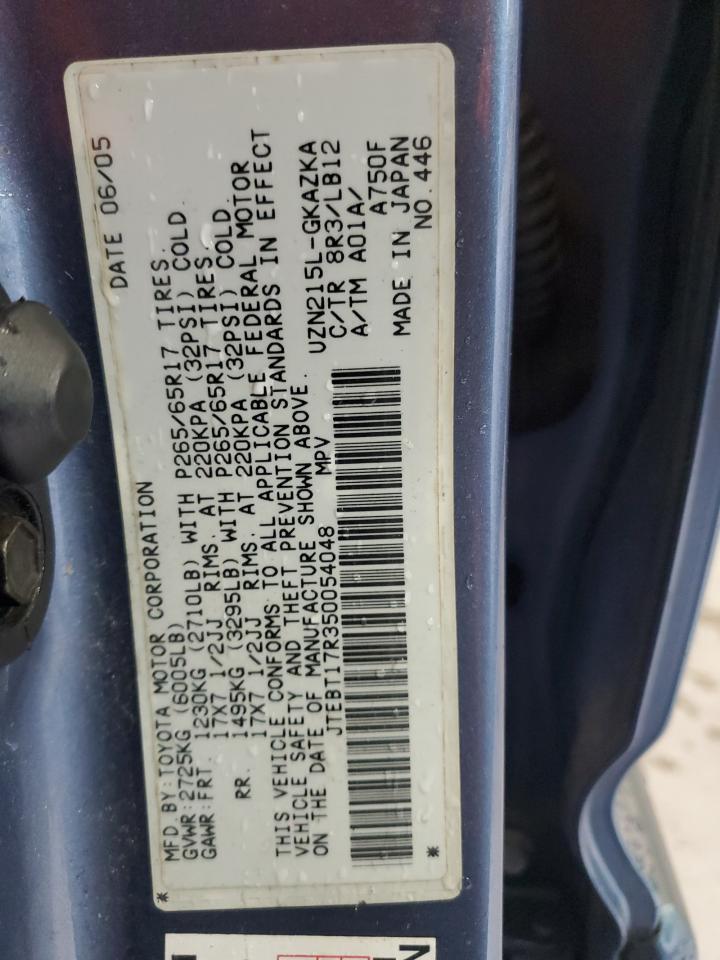 MFD.BY:TOYOTA MOTOR CORPORATION DATE 06/05
GVWR:2725KG (6005LB)
GAWR:FRT. 1230KG (2710LB) WITH P265/65R17 TIRES.
17X7 1/2JJ RIMS. AT 220KPA (32PSI) COLD.
RR. 1495KG (3295LB) WITH P265/65R17 TIRES.
17X7 1/2JJ RIMS. AT 220KPA (32PSI) COLD.
THIS VEHICLE CONFORMS TO ALL APPLICABLE FEDERAL MOTOR
VEHICLE SAFETY AND THEFT PREVENTION STANDARDS IN EFFECT
ON THE DATE OF MANUFACTURE SHOWN ABOVE.
JTEBT17R350054048 MPV UZN215L-GKAZKA
C/TR 8R3/LB12
A/TM A01A/
A750F
MADE IN JAPAN
NO.446